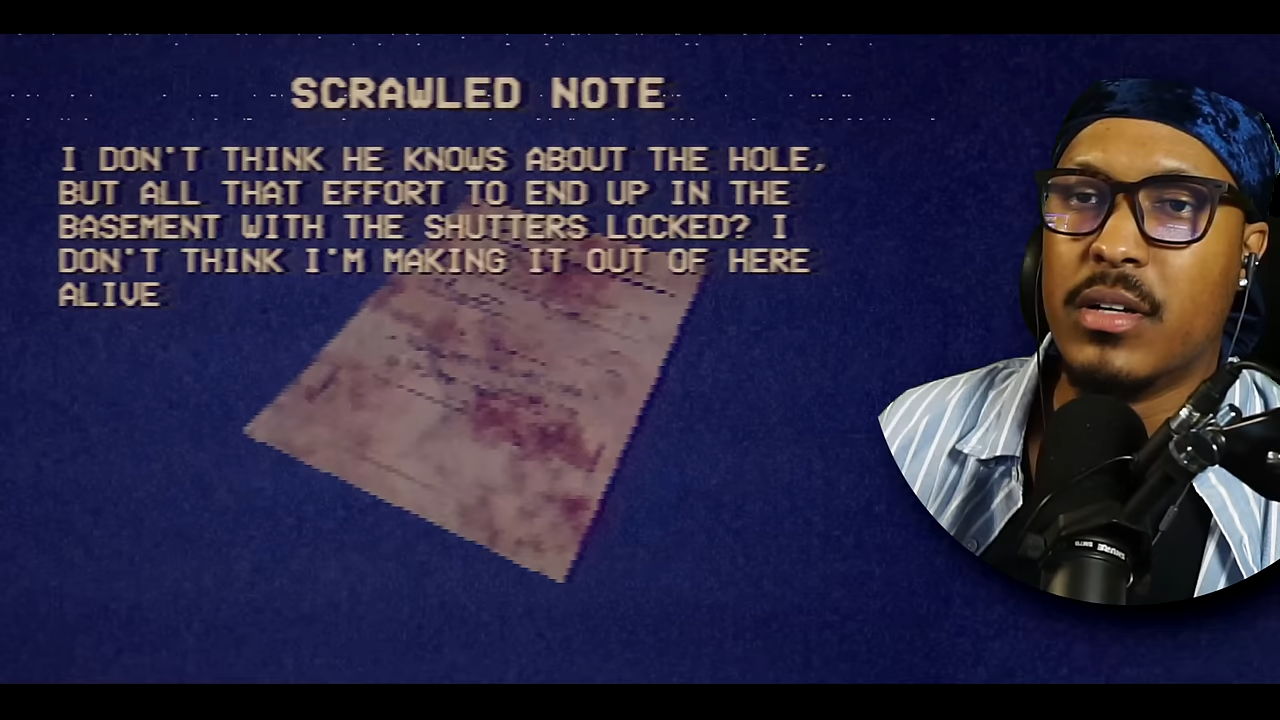 SCRAWLED NOTE
I DON'T THINK HE KNOWS ABOUT THE HOLE,
BUT ALL THAT EFFORT TO END UP IN THE
BASEMENT WITH THE SHUTTERS LOCKED? I
DON'T THINK I'M MAKING IT OUT OF HERE
ALIVE